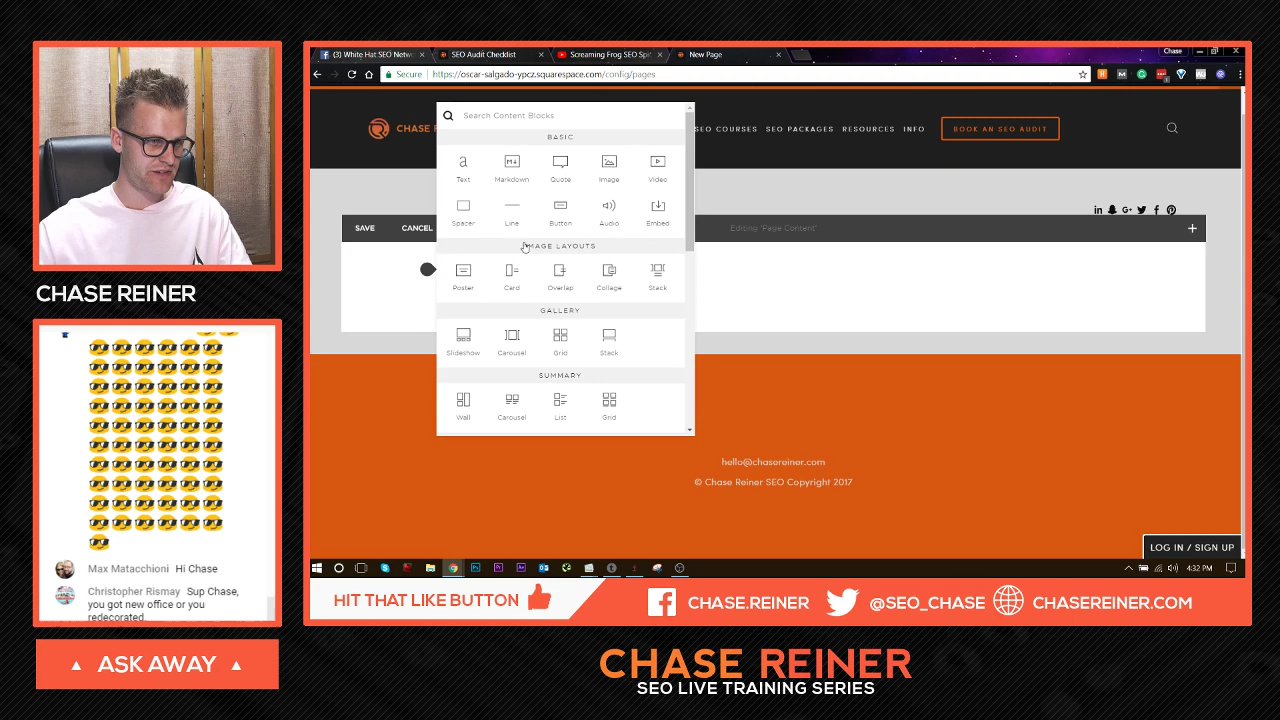 (3) White Hat SEO Netw
SEO Audit Checklist
Screaming Frog SEO Spi
New Page
Chase
Secure
https://oscar-salgado-ypcz.squarespace.com/config/pages
CHASE R
SEO COURSES
SEO PACKAGES
RESOURCES
INFO
BOOK AN SEO AUDIT
Search Content Blocks
BASIC
Text
Markdown
Quote
Image
Video
Spacer
Line
Button
Audio
Embed
IMAGE LAYOUTS
Poster
Card
Overlap
Collage
Stack
GALLERY
Slideshow
Carousel
Grid
Stack
SUMMARY
Wall
Carousel
List
Grid
SAVE
CANCEL
Editing 'Page Content'
hello@chasereiner.com
© Chase Reiner SEO Copyright 2017
LOG IN / SIGN UP
4:32 PM
CHASE REINER
Max Matacchioni Hi Chase
Christopher Rismay Sup Chase,
you got new office or you
redecorated.
▲ ASK AWAY ▲
HIT THAT LIKE BUTTON
CHASE.REINER
@SEO_CHASE
CHASEREINER.COM
CHASE REINER
SEO LIVE TRAINING SERIES